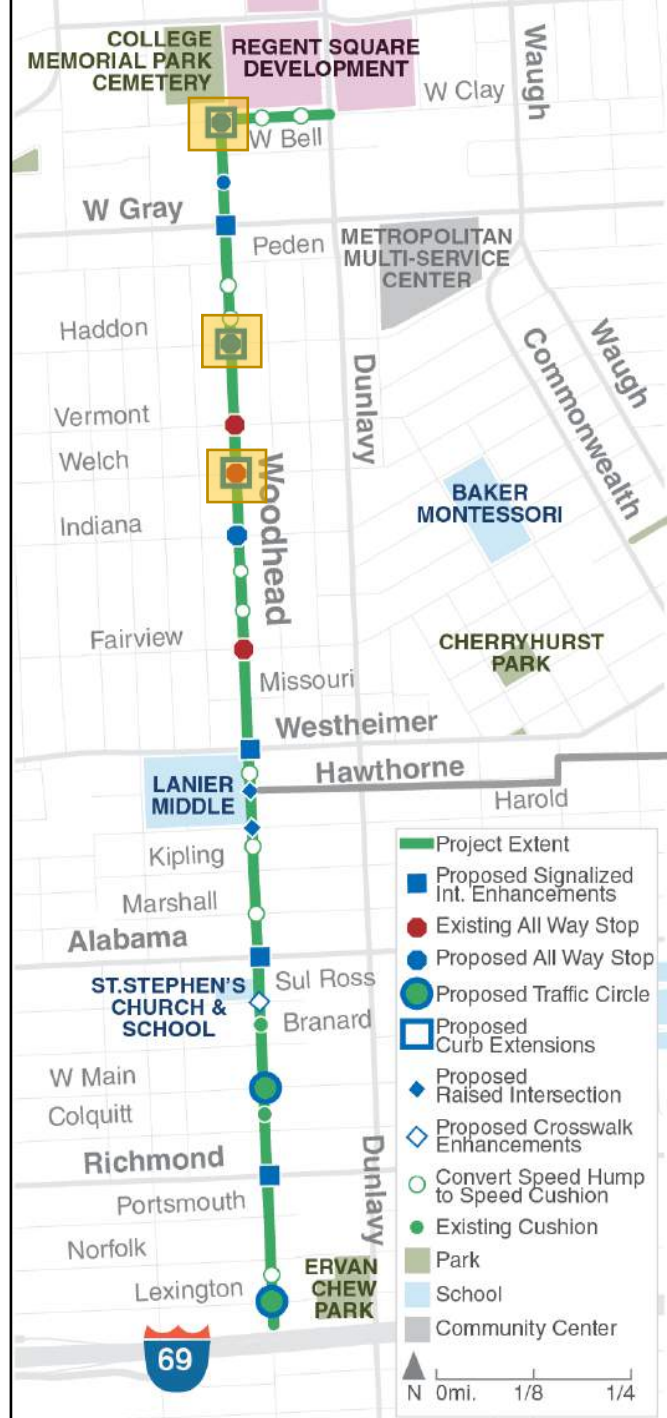 COLLEGE
MEMORIAL PARK
CEMETERY
REGENT SQUARE
DEVELOPMENT
W Clay
Waugh
W Bell
W Gray
Peden
METROPOLITAN
MULTI-SERVICE
CENTER
Haddon
Dunlavy
Waugh
Commonwealth
Vermont
Welch
Woodhead
BAKER
MONTESSORI
Indiana
Fairview
CHERRYHURST
PARK
Missouri
Westheimer
Hawthorne
LANIER
MIDDLE
Harold
Kipling
Marshall
Alabama
ST.STEPHEN'S
CHURCH &
SCHOOL
Sul Ross
Branard
W Main
Colquitt
Richmond
Dunlavy
Portsmouth
Norfolk
Lexington
ERVAN
CHEW
PARK
69
Project Extent
Proposed Signalized
Int. Enhancements
Existing All Way Stop
Proposed All Way Stop
Proposed Traffic Circle
Proposed
Curb Extensions
Proposed
Raised Intersection
Proposed Crosswalk
Enhancements
Convert Speed Hump
to Speed Cushion
Existing Cushion
Park
School
Community Center
N 0mi. 1/8 1/4